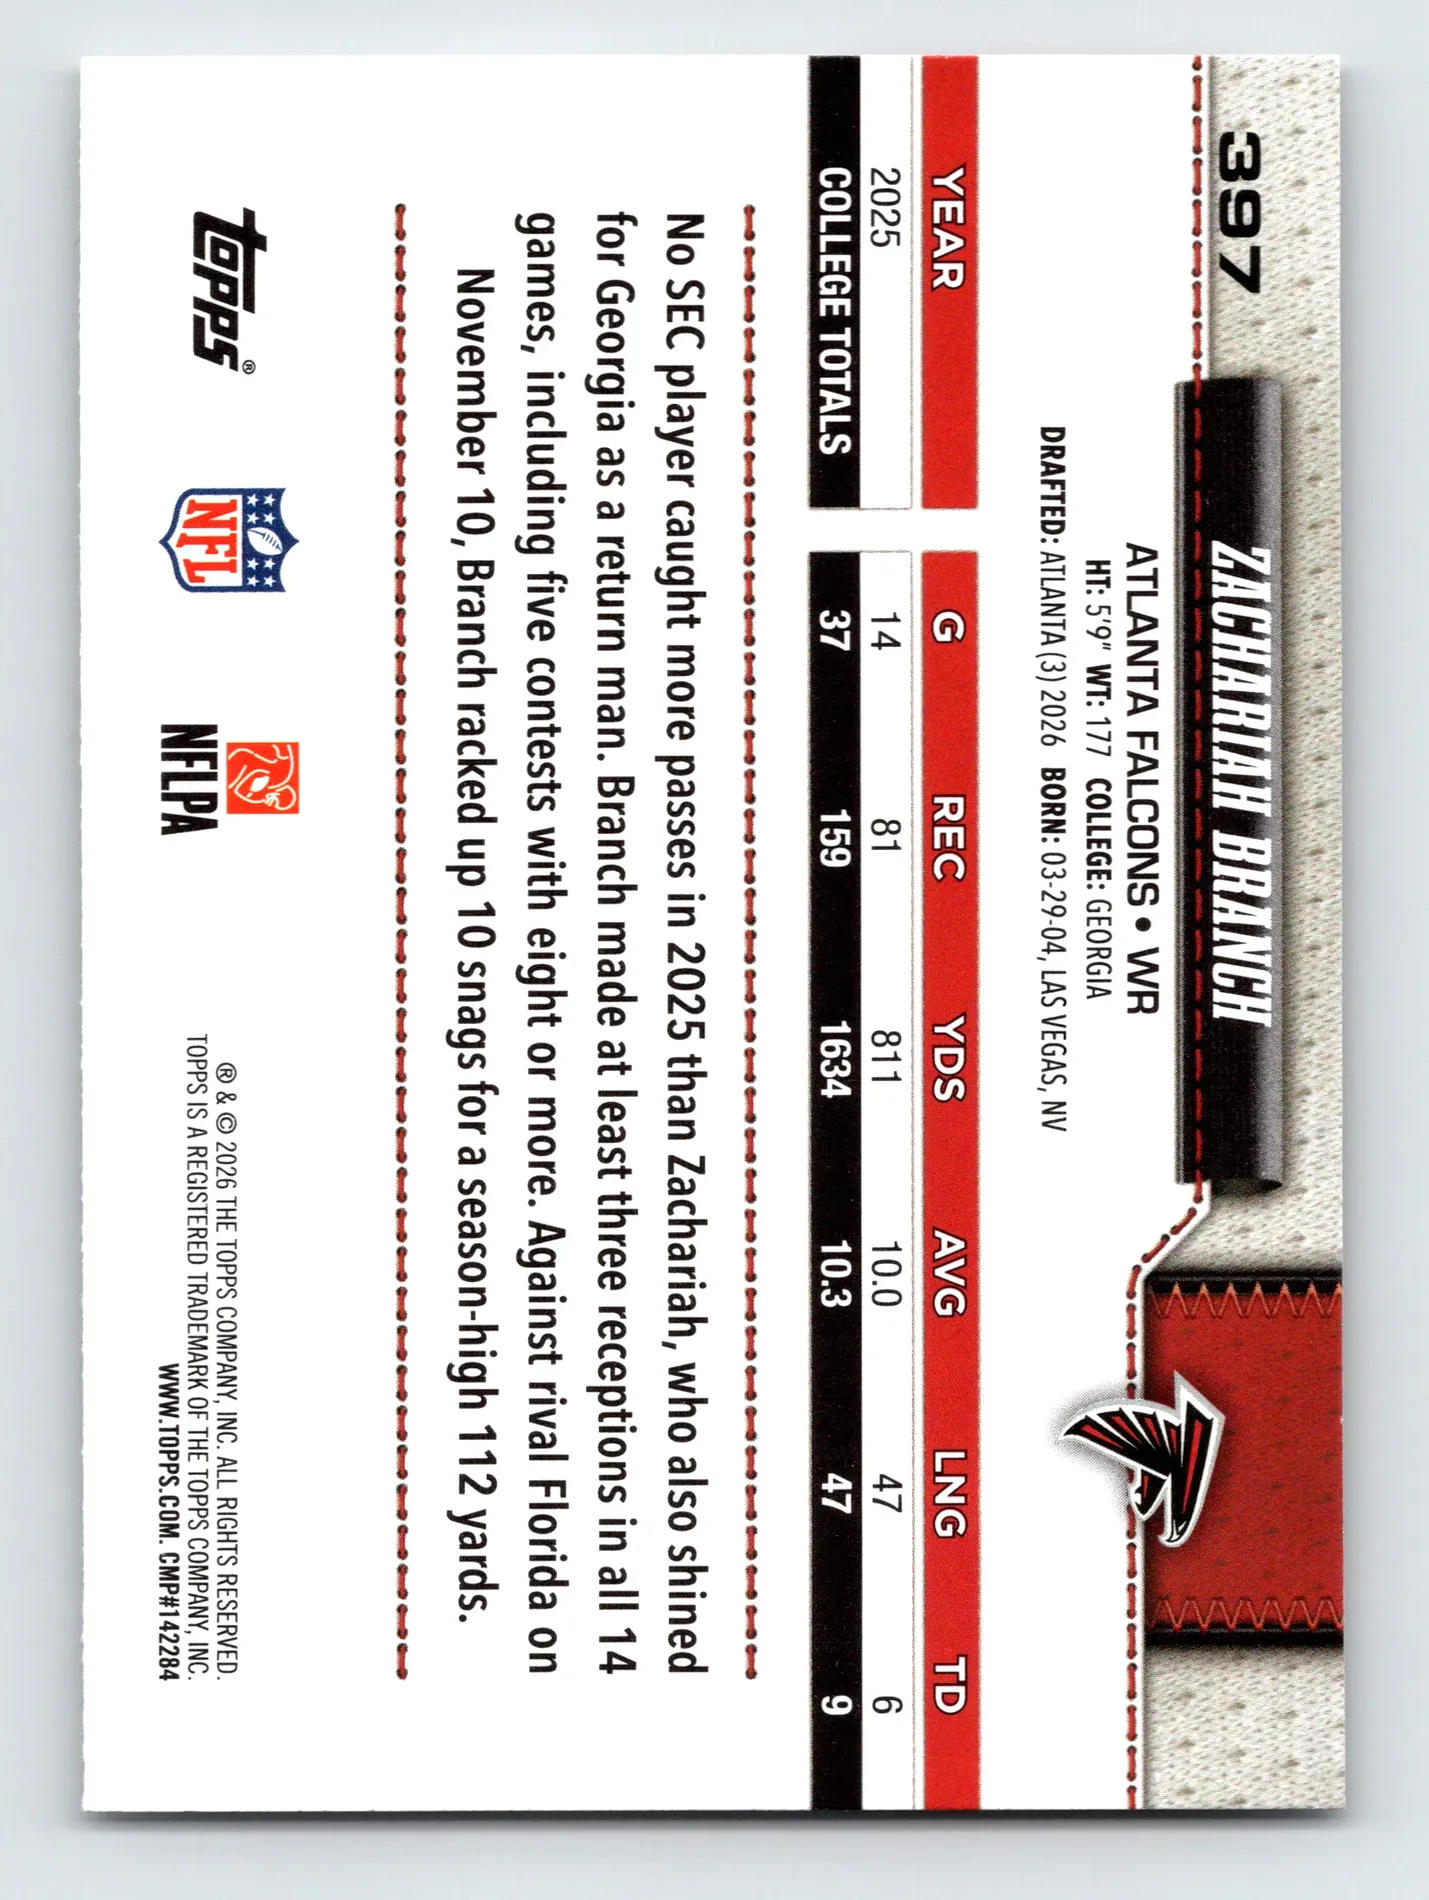 397
ZACHARIAH BRANCH
ATLANTA FALCONS • WR
HT: 5'9" WT: 177 COLLEGE: GEORGIA
DRAFTED: ATLANTA (3) 2026 BORN: 03-29-04, LAS VEGAS, NV
YEAR G REC YDS AVG LNG TD
2025 14 81 811 10.0 47 6
COLLEGE TOTALS 37 159 1634 10.3 47 9
No SEC player caught more passes in 2025 than Zachariah, who also shined
for Georgia as a return man. Branch made at least three receptions in all 14
games, including five contests with eight or more. Against rival Florida on
November 10, Branch racked up 10 snags for a season-high 112 yards.
topps®
NFL
NFLPA
® & © 2026 THE TOPPS COMPANY, INC. ALL RIGHTS RESERVED.
TOPPS IS A REGISTERED TRADEMARK OF THE TOPPS COMPANY, INC.
WWW.TOPPS.COM. CMP#142284